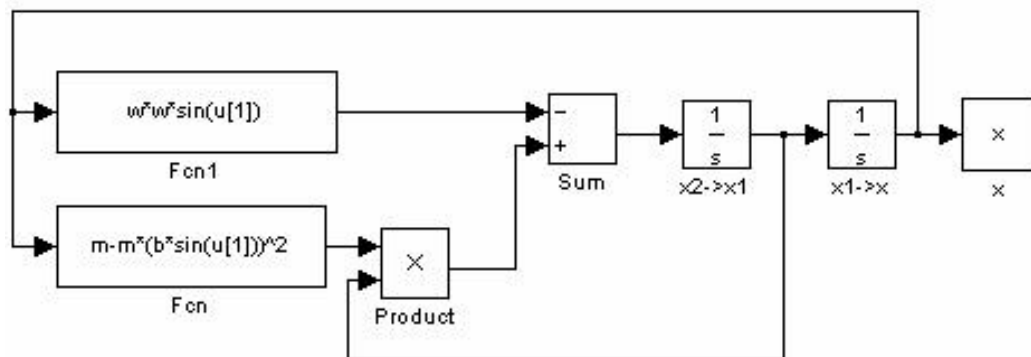 w*w*sin(u[1])
Fcn1
m-m*(b*sin(u[1]))^2
Fcn
×
Product
−
+
Sum
1
s
x2->x1
1
s
x1->x
x
x